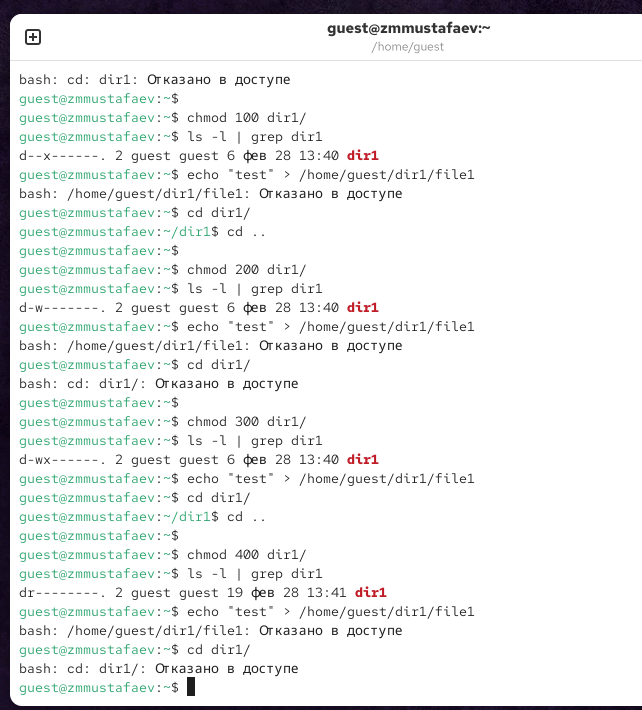 guest@zmmustafaev:~
/home/guest
bash: cd: dir1: Отказано в доступе
guest@zmmustafaev:~$
guest@zmmustafaev:~$ chmod 100 dir1/
guest@zmmustafaev:~$ ls -l | grep dir1
d--x------. 2 guest guest 6 фев 28 13:40 dir1
guest@zmmustafaev:~$ echo "test" > /home/guest/dir1/file1
bash: /home/guest/dir1/file1: Отказано в доступе
guest@zmmustafaev:~$ cd dir1/
guest@zmmustafaev:~/dir1$ cd ..
guest@zmmustafaev:~$
guest@zmmustafaev:~$ chmod 200 dir1/
guest@zmmustafaev:~$ ls -l | grep dir1
d-w-------. 2 guest guest 6 фев 28 13:40 dir1
guest@zmmustafaev:~$ echo "test" > /home/guest/dir1/file1
bash: /home/guest/dir1/file1: Отказано в доступе
guest@zmmustafaev:~$ cd dir1/
bash: cd: dir1/: Отказано в доступе
guest@zmmustafaev:~$
guest@zmmustafaev:~$ chmod 300 dir1/
guest@zmmustafaev:~$ ls -l | grep dir1
d-wx------. 2 guest guest 6 фев 28 13:40 dir1
guest@zmmustafaev:~$ echo "test" > /home/guest/dir1/file1
guest@zmmustafaev:~$ cd dir1/
guest@zmmustafaev:~/dir1$ cd ..
guest@zmmustafaev:~$
guest@zmmustafaev:~$ chmod 400 dir1/
guest@zmmustafaev:~$ ls -l | grep dir1
dr--------. 2 guest guest 19 фев 28 13:41 dir1
guest@zmmustafaev:~$ echo "test" > /home/guest/dir1/file1
bash: /home/guest/dir1/file1: Отказано в доступе
guest@zmmustafaev:~$ cd dir1/
bash: cd: dir1/: Отказано в доступе
guest@zmmustafaev:~$